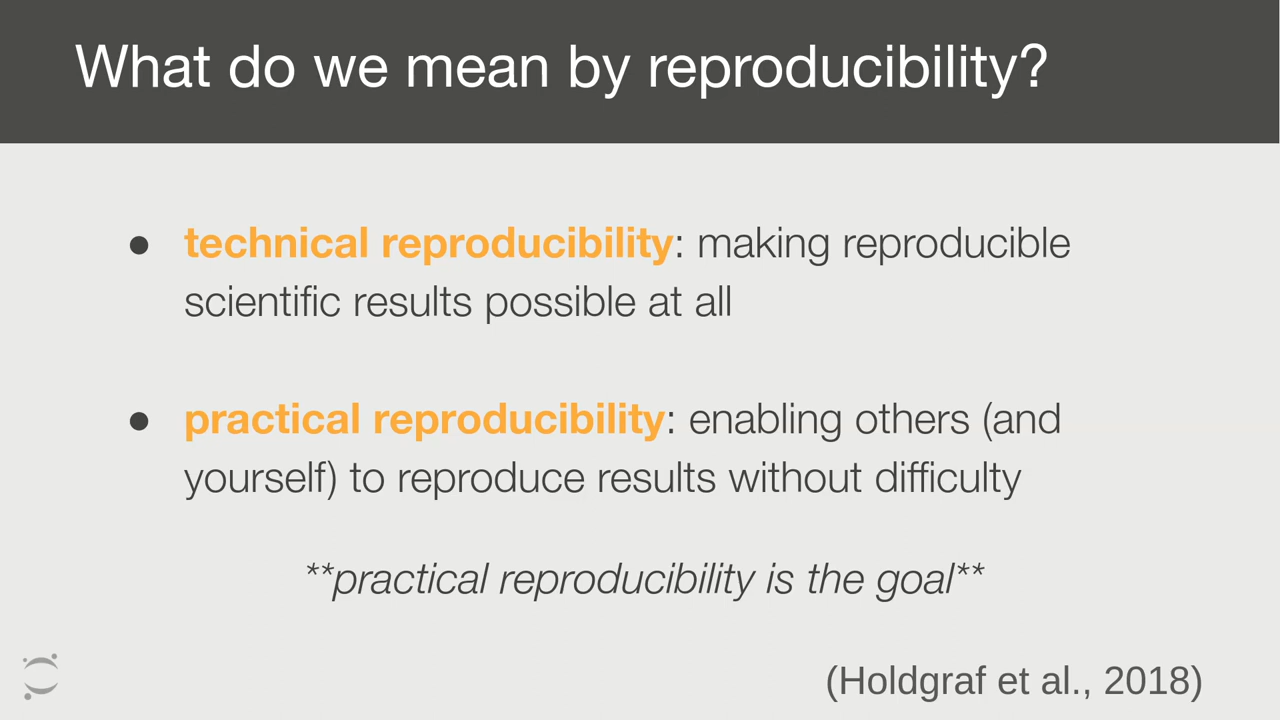 What do we mean by reproducibility?
● technical reproducibility: making reproducible
scientific results possible at all
● practical reproducibility: enabling others (and
yourself) to reproduce results without difficulty
**practical reproducibility is the goal**
(Holdgraf et al., 2018)